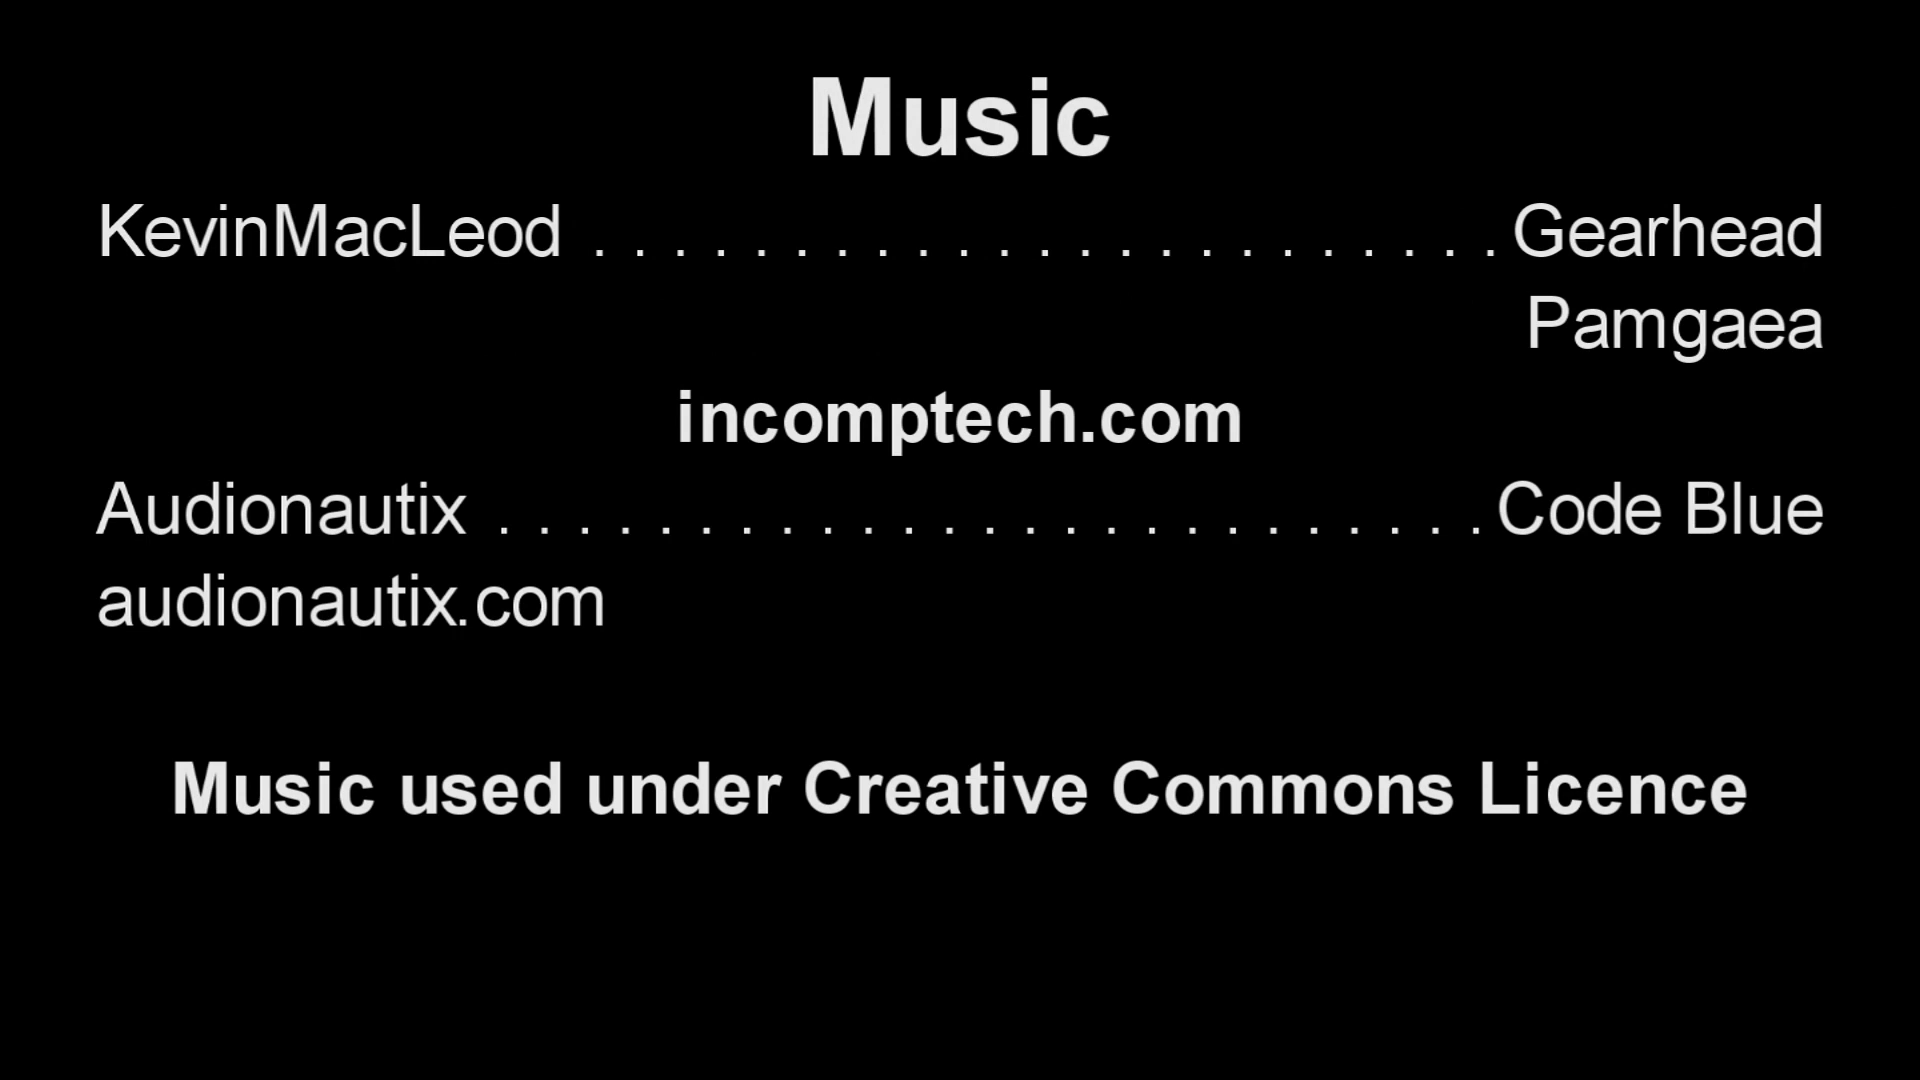 Music
KevinMacLeod . . . . . . . . . . . . . . . . . . . . . . . Gearhead
Pamgaea
incomptech.com
Audionautix . . . . . . . . . . . . . . . . . . . . . . . . . Code Blue
audionautix.com
Music used under Creative Commons Licence